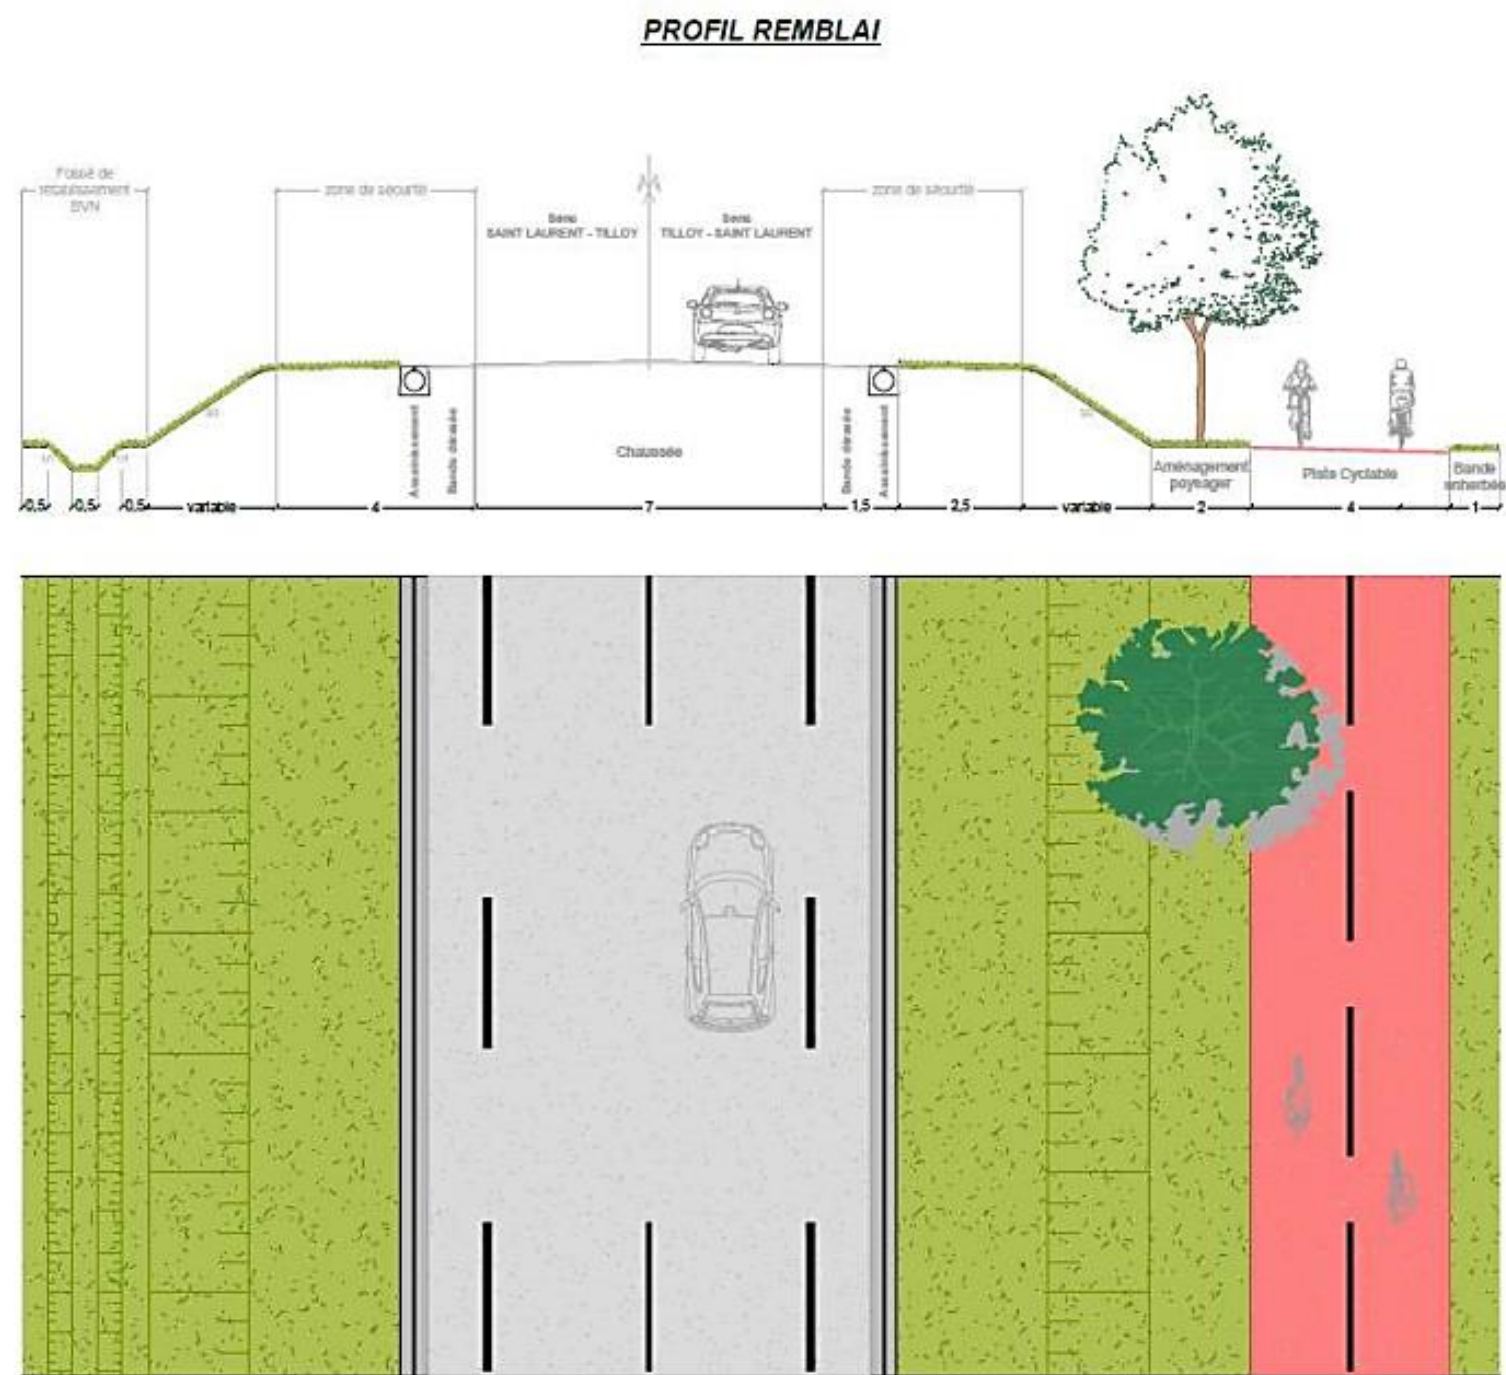 PROFIL REMBLAI
Fossé de
rétablissement
BVN
zone de sécurité
zone de sécurité
Sens
SAINT LAURENT - TILLOY
Sens
TILLOY - SAINT LAURENT
Assainissement
Bande dérasée
Chaussée
Bande dérasée
Assainissement
Aménagement
paysager
Piste Cyclable
Bande
enherbée
0,5
0,5
0,5
variable
4
7
1,5
2,5
variable
2
4
1